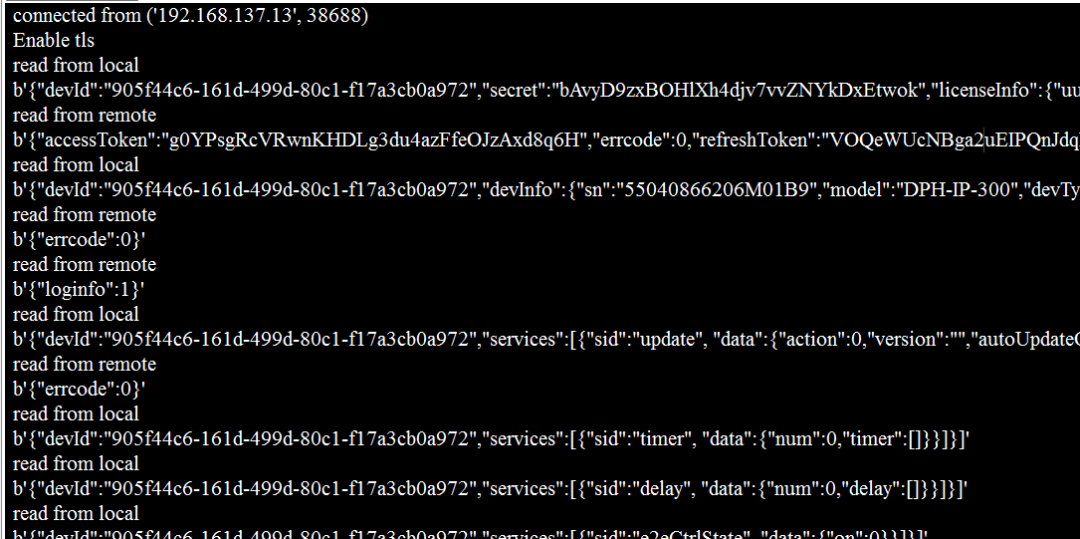 connected from ('192.168.137.13', 38688)
Enable tls
read from local
b'{"devId":"905f44c6-161d-499d-80c1-f17a3cb0a972","secret":"bAvyD9zxBOHlXh4djv7vvZNYkDxEtwok","licenseInfo":{"uu
read from remote
b'{"accessToken":"g0YPsgRcVRwnKHDLg3du4azFfeOJzAxd8q6H","errcode":0,"refreshToken":"VOQeWUcNBga2uEIPQnJdq
read from local
b'{"devId":"905f44c6-161d-499d-80c1-f17a3cb0a972","devInfo":{"sn":"55040866206M01B9","model":"DPH-IP-300","devTy
read from remote
b'{"errcode":0}'
read from remote
b'{"loginfo":1}'
read from local
b'{"devId":"905f44c6-161d-499d-80c1-f17a3cb0a972","services":[{"sid":"update", "data":{"action":0,"version":"","autoUpdateC
read from remote
b'{"errcode":0}'
read from local
b'{"devId":"905f44c6-161d-499d-80c1-f17a3cb0a972","services":[{"sid":"timer", "data":{"num":0,"timer":[]}}]}]'
read from local
b'{"devId":"905f44c6-161d-499d-80c1-f17a3cb0a972","services":[{"sid":"delay", "data":{"num":0,"delay":[]}}]}]'
read from local
b'{"devId":"905f44c6-161d-499d-80c1-f17a3cb0a972","services":[{"sid":"e2eCtrlState", "data":{"on":0}}]}]'